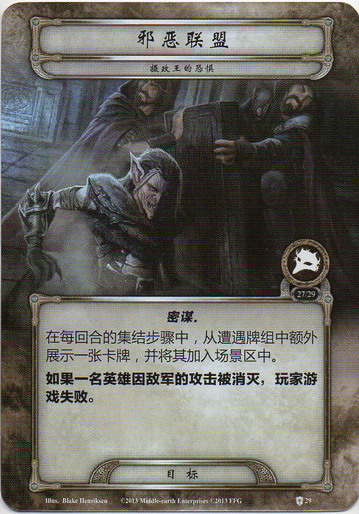 邪恶联盟
摄政王的恐惧
27/29
密谋.
在每回合的集结步骤中，从遭遇牌组中额外
展示一张卡牌，并将其加入场景区中。
如果一名英雄因敌军的攻击被消灭，玩家游
戏失败。
目标
Illus. Blake Henriksen ©2013 Middle-earth Enterprises ©2013 FFG 29